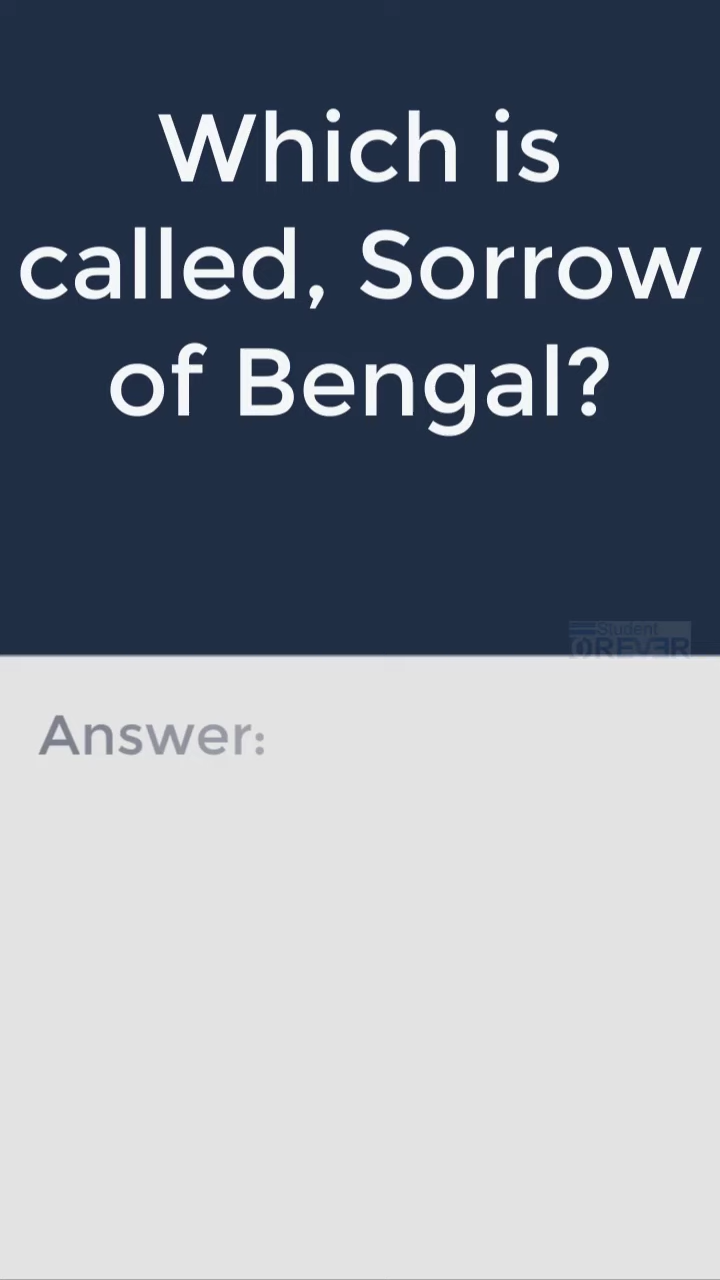 Which is
called, Sorrow
of Bengal?
Student
FOREVER
Answer: